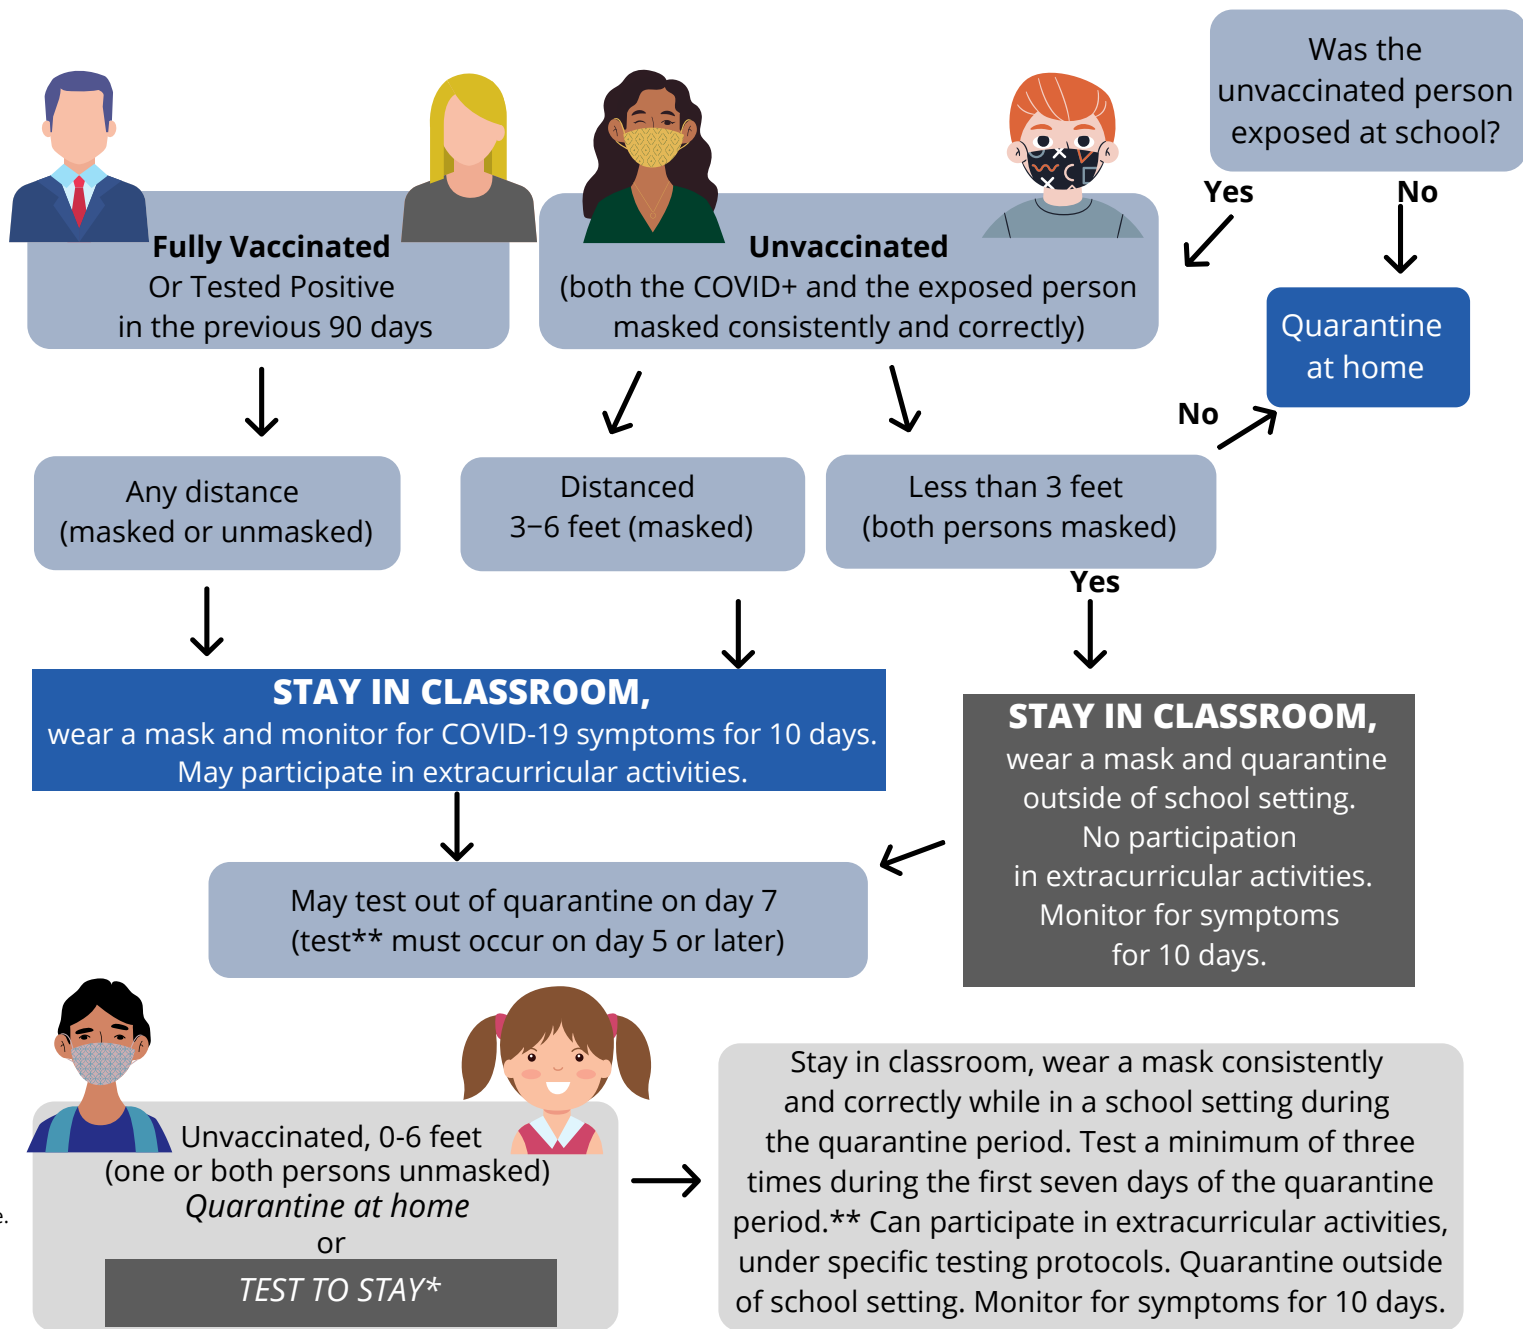 Was the
unvaccinated person
exposed at school?
Yes
No
Fully Vaccinated
Or Tested Positive
in the previous 90 days
Unvaccinated
(both the COVID+ and the exposed person
masked consistently and correctly)
Quarantine
at home
No
Any distance
(masked or unmasked)
Distanced
3–6 feet (masked)
Less than 3 feet
(both persons masked)
Yes
STAY IN CLASSROOM,
wear a mask and monitor for COVID-19 symptoms for 10 days.
May participate in extracurricular activities.
STAY IN CLASSROOM,
wear a mask and quarantine
outside of school setting.
No participation
in extracurricular activities.
Monitor for symptoms
for 10 days.
May test out of quarantine on day 7
(test** must occur on day 5 or later)
Unvaccinated, 0-6 feet
(one or both persons unmasked)
Quarantine at home
or
TEST TO STAY*
Stay in classroom, wear a mask consistently
and correctly while in a school setting during
the quarantine period. Test a minimum of three
times during the first seven days of the quarantine
period.** Can participate in extracurricular activities,
under specific testing protocols. Quarantine outside
of school setting. Monitor for symptoms for 10 days.